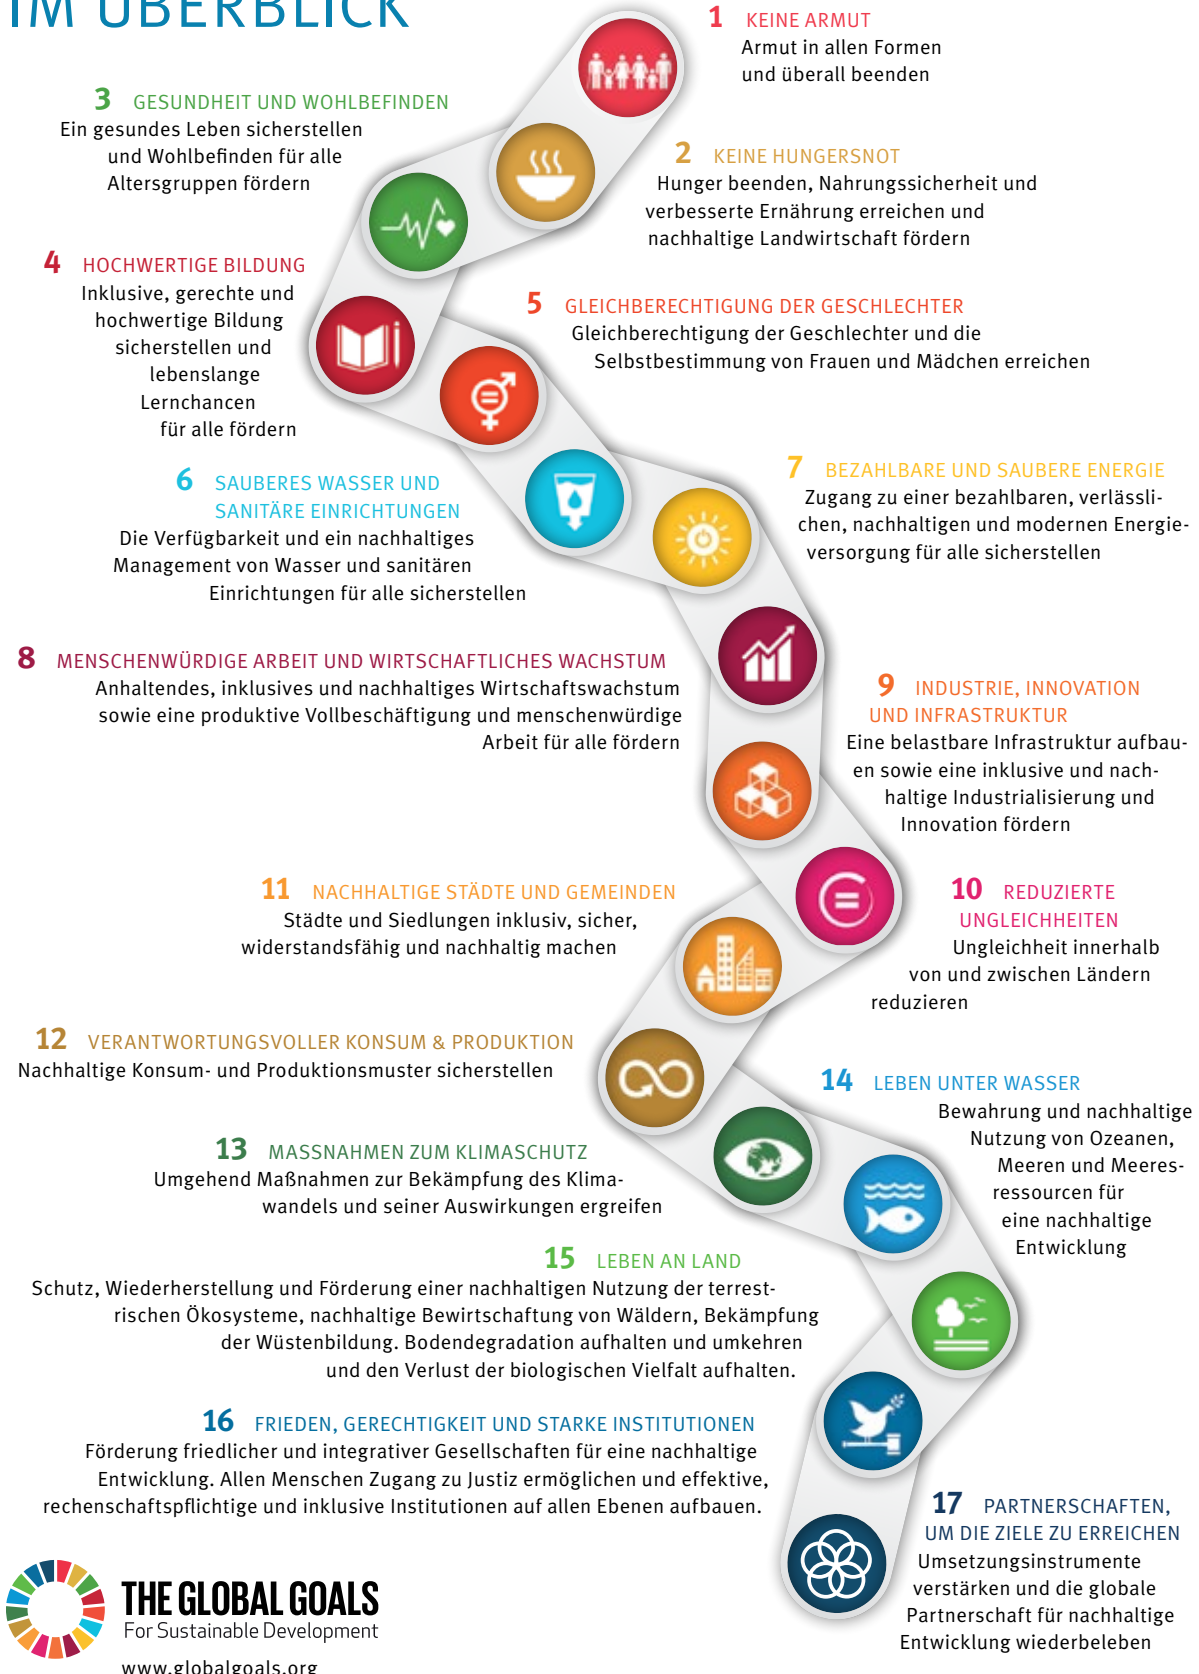 IM ÜBERBLICK
1 KEINE ARMUT
Armut in allen Formen
und überall beenden
2 KEINE HUNGERSNOT
Hunger beenden, Nahrungssicherheit und
verbesserte Ernährung erreichen und
nachhaltige Landwirtschaft fördern
3 GESUNDHEIT UND WOHLBEFINDEN
Ein gesundes Leben sicherstellen
und Wohlbefinden für alle
Altersgruppen fördern
4 HOCHWERTIGE BILDUNG
Inklusive, gerechte und
hochwertige Bildung
sicherstellen und
lebenslange
Lernchancen
für alle fördern
5 GLEICHBERECHTIGUNG DER GESCHLECHTER
Gleichberechtigung der Geschlechter und die
Selbstbestimmung von Frauen und Mädchen erreichen
6 SAUBERES WASSER UND
SANITÄRE EINRICHTUNGEN
Die Verfügbarkeit und ein nachhaltiges
Management von Wasser und sanitären
Einrichtungen für alle sicherstellen
7 BEZAHLBARE UND SAUBERE ENERGIE
Zugang zu einer bezahlbaren, verlässli-
chen, nachhaltigen und modernen Energie-
versorgung für alle sicherstellen
8 MENSCHENWÜRDIGE ARBEIT UND WIRTSCHAFTLICHES WACHSTUM
Anhaltendes, inklusives und nachhaltiges Wirtschaftswachstum
sowie eine produktive Vollbeschäftigung und menschenwürdige
Arbeit für alle fördern
9 INDUSTRIE, INNOVATION
UND INFRASTRUKTUR
Eine belastbare Infrastruktur aufbau-
en sowie eine inklusive und nach-
haltige Industrialisierung und
Innovation fördern
10 REDUZIERTE
UNGLEICHHEITEN
Ungleichheit innerhalb
von und zwischen Ländern
reduzieren
11 NACHHALTIGE STÄDTE UND GEMEINDEN
Städte und Siedlungen inklusiv, sicher,
widerstandsfähig und nachhaltig machen
12 VERANTWORTUNGSVOLLER KONSUM & PRODUKTION
Nachhaltige Konsum- und Produktionsmuster sicherstellen
13 MASSNAHMEN ZUM KLIMASCHUTZ
Umgehend Maßnahmen zur Bekämpfung des Klima-
wandels und seiner Auswirkungen ergreifen
14 LEBEN UNTER WASSER
Bewahrung und nachhaltige
Nutzung von Ozeanen,
Meeren und Meeres-
ressourcen für
eine nachhaltige
Entwicklung
15 LEBEN AN LAND
Schutz, Wiederherstellung und Förderung einer nachhaltigen Nutzung der terrest-
rischen Ökosysteme, nachhaltige Bewirtschaftung von Wäldern, Bekämpfung
der Wüstenbildung. Bodendegradation aufhalten und umkehren
und den Verlust der biologischen Vielfalt aufhalten.
16 FRIEDEN, GERECHTIGKEIT UND STARKE INSTITUTIONEN
Förderung friedlicher und integrativer Gesellschaften für eine nachhaltige
Entwicklung. Allen Menschen Zugang zu Justiz ermöglichen und effektive,
rechenschaftspflichtige und inklusive Institutionen auf allen Ebenen aufbauen.
17 PARTNERSCHAFTEN,
UM DIE ZIELE ZU ERREICHEN
Umsetzungsinstrumente
verstärken und die globale
Partnerschaft für nachhaltige
Entwicklung wiederbeleben
THE GLOBAL GOALS
For Sustainable Development
www.globalgoals.org